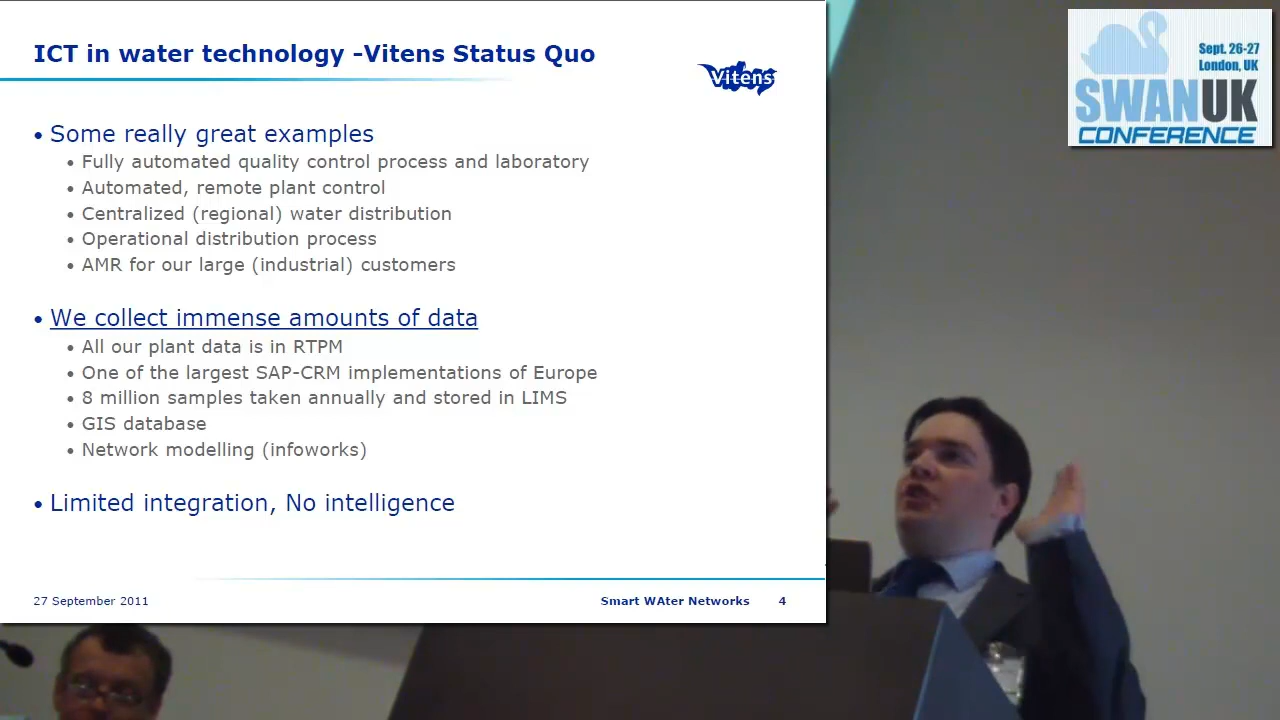 ICT in water technology -Vitens Status Quo
Vitens
• Some really great examples
• Fully automated quality control process and laboratory
• Automated, remote plant control
• Centralized (regional) water distribution
• Operational distribution process
• AMR for our large (industrial) customers
• We collect immense amounts of data
• All our plant data is in RTPM
• One of the largest SAP-CRM implementations of Europe
• 8 million samples taken annually and stored in LIMS
• GIS database
• Network modelling (infoworks)
• Limited integration, No intelligence
27 September 2011
Smart WAter Networks 4
Sept. 26-27
London, UK
SWANUK
CONFERENCE